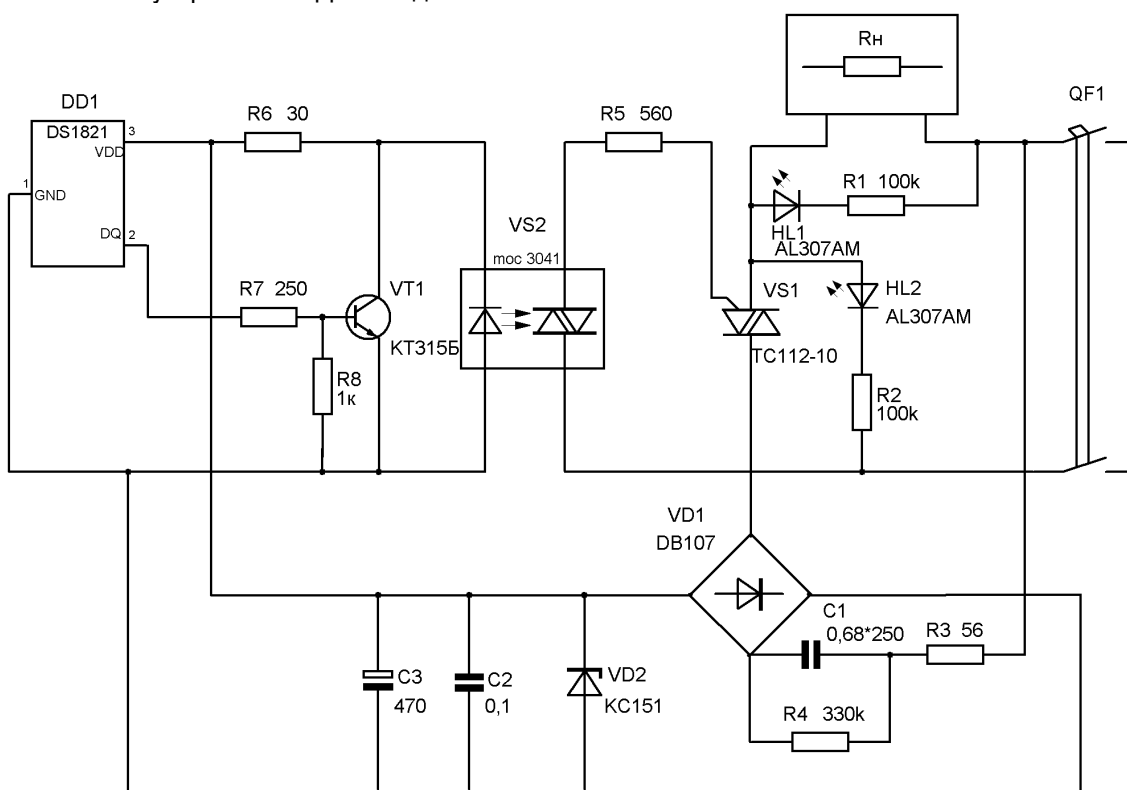 Rн
DD1
DS1821
3
VDD
1
GND
DQ
2
R6 30
R5 560
QF1
R1 100k
HL1
AL307AM
VS2
moc 3041
R7 250
VT1
КТ315Б
VS1
TC112-10
HL2
AL307AM
R8
1к
R2
100k
VD1
DB107
C1
0,68*250
R3 56
C3
470
C2
0,1
VD2
KC151
R4 330k